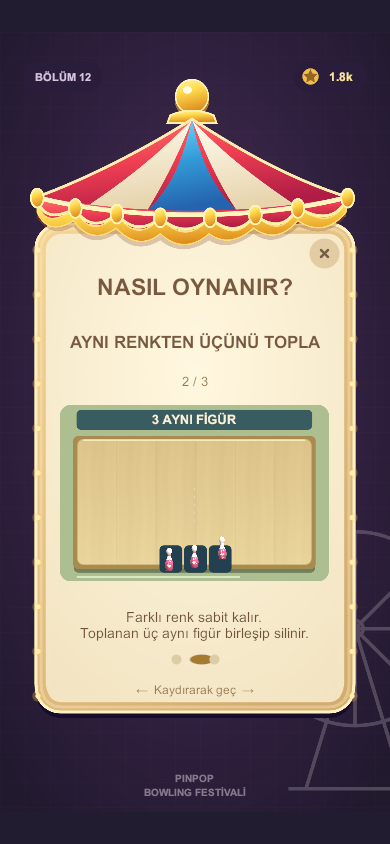 BÖLÜM 12
1.8k
NASIL OYNANIR?
AYNI RENKTEN ÜÇÜNÜ TOPLA
2 / 3
3 AYNI FİGÜR
Farklı renk sabit kalır.
Toplanan üç aynı figür birleşip silinir.
← Kaydırarak geç →
PINPOP
BOWLING FESTİVALİ